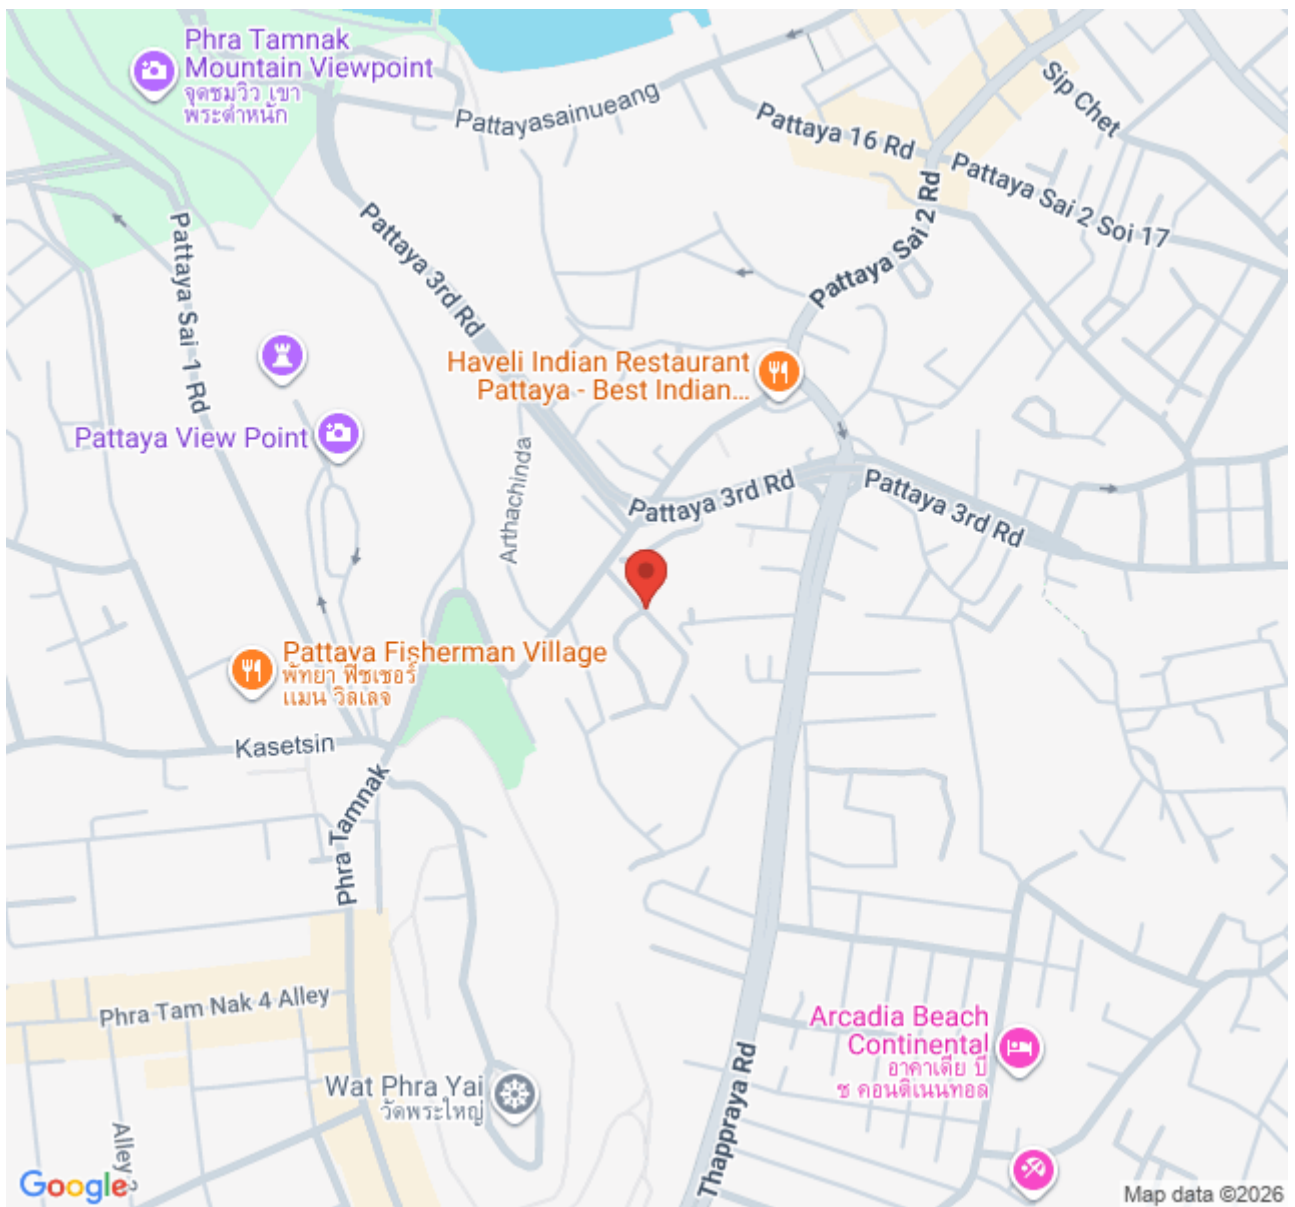 Phra Tamnak
Mountain Viewpoint
จุดชมวิว เขา
พระตำหนัก
Pattayasainueang
Pattaya 16 Rd
Sip Chet
Pattaya Sai 2 Soi 17
Pattaya Sai 2 Rd
Pattaya 3rd Rd
Pattaya Sai 1 Rd
Haveli Indian Restaurant
Pattaya - Best Indian...
Pattaya View Point
Arthachinda
Pattaya 3rd Rd
Pattaya 3rd Rd
Pattaya Fisherman Village
พัทยา ฟิชเชอร์
แมน วิลเลจ
Kasetsin
Phra Tamnak
Phra Tam Nak 4 Alley
Arcadia Beach
Continental
อาคาเดีย บี
ช คอนติเนนทอล
Wat Phra Yai
วัดพระใหญ่
Thappraya Rd
Alley 2
Google
Map data ©2026